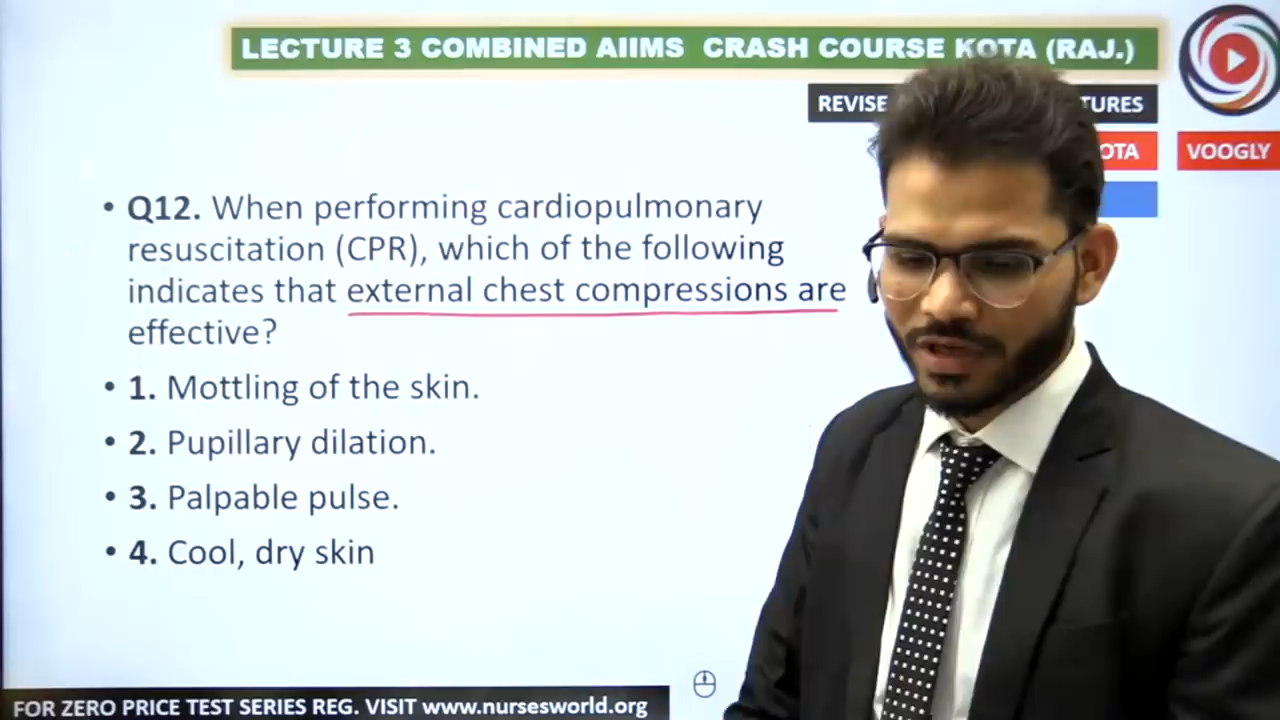 LECTURE 3 COMBINED AIIMS CRASH COURSE KOTA (RAJ.)
REVISE
TURES
OTA
VOOGLY
• Q12. When performing cardiopulmonary
resuscitation (CPR), which of the following
indicates that external chest compressions are
effective?
• 1. Mottling of the skin.
• 2. Pupillary dilation.
• 3. Palpable pulse.
• 4. Cool, dry skin
FOR ZERO PRICE TEST SERIES REG. VISIT www.nursesworld.org